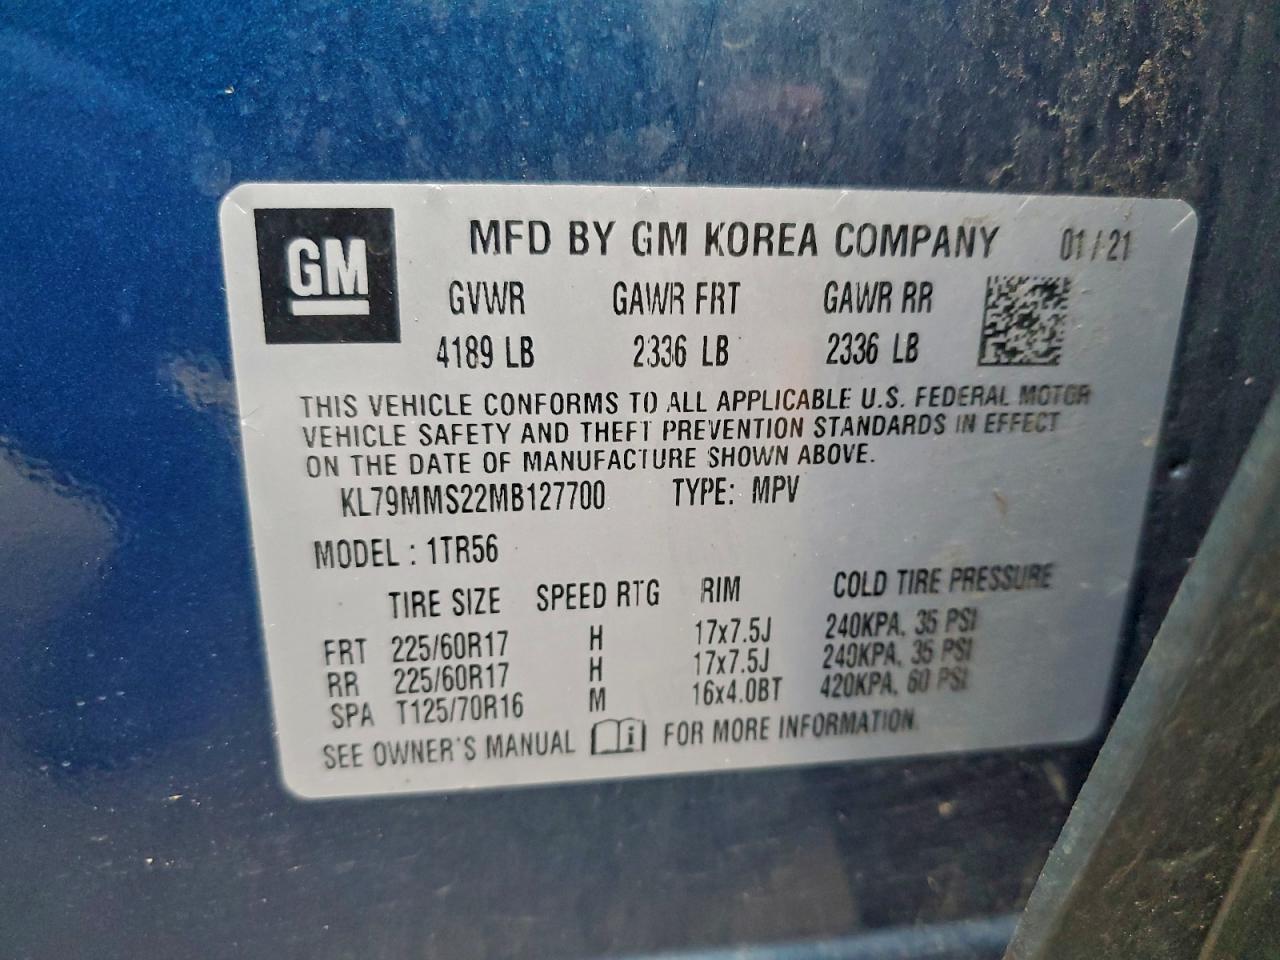 GM
MFD BY GM KOREA COMPANY 01/21
GVWR GAWR FRT GAWR RR
4189 LB 2336 LB 2336 LB
THIS VEHICLE CONFORMS TO ALL APPLICABLE U.S. FEDERAL MOTOR
VEHICLE SAFETY AND THEFT PREVENTION STANDARDS IN EFFECT
ON THE DATE OF MANUFACTURE SHOWN ABOVE.
KL79MMS22MB127700 TYPE: MPV
MODEL : 1TR56
TIRE SIZE SPEED RTG RIM COLD TIRE PRESSURE
FRT 225/60R17 H 17x7.5J 240KPA, 35 PSI
RR 225/60R17 H 17x7.5J 240KPA, 35 PSI
SPA T125/70R16 M 16x4.0BT 420KPA, 60 PSI
SEE OWNER'S MANUAL i FOR MORE INFORMATION.